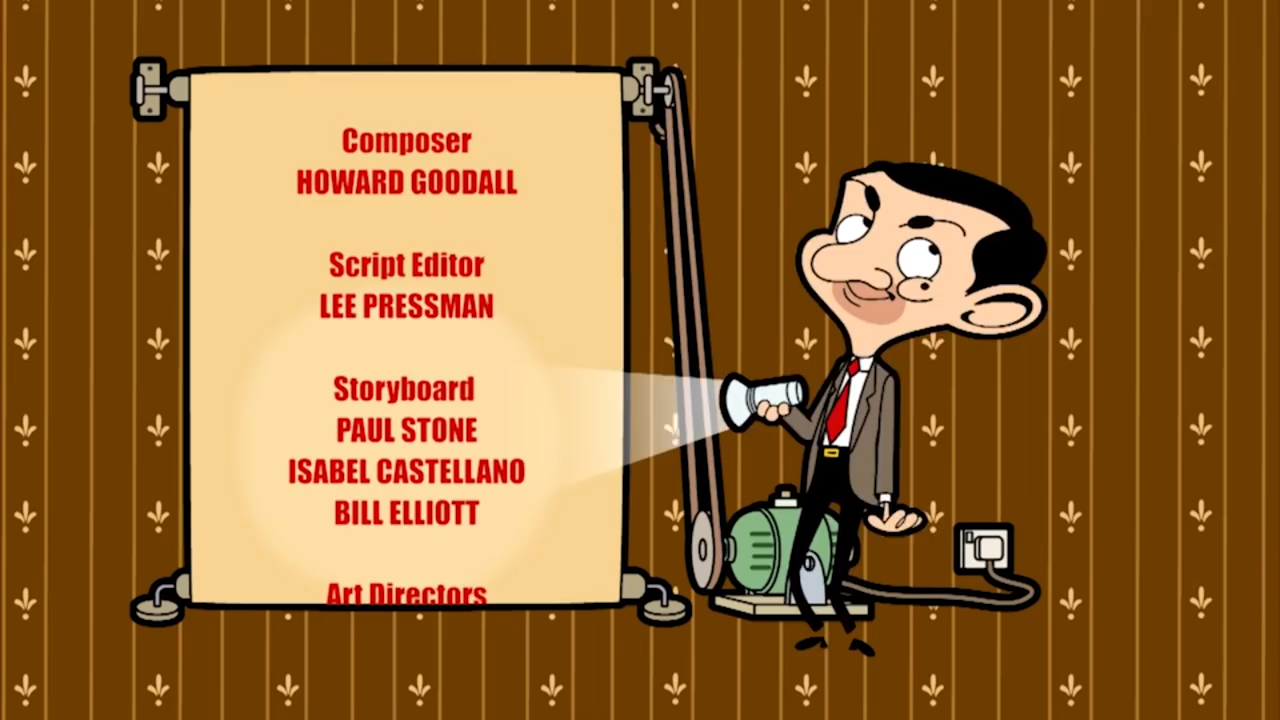 Composer
HOWARD GOODALL
Script Editor
LEE PRESSMAN
Storyboard
PAUL STONE
ISABEL CASTELLANO
BILL ELLIOTT
Art Directors